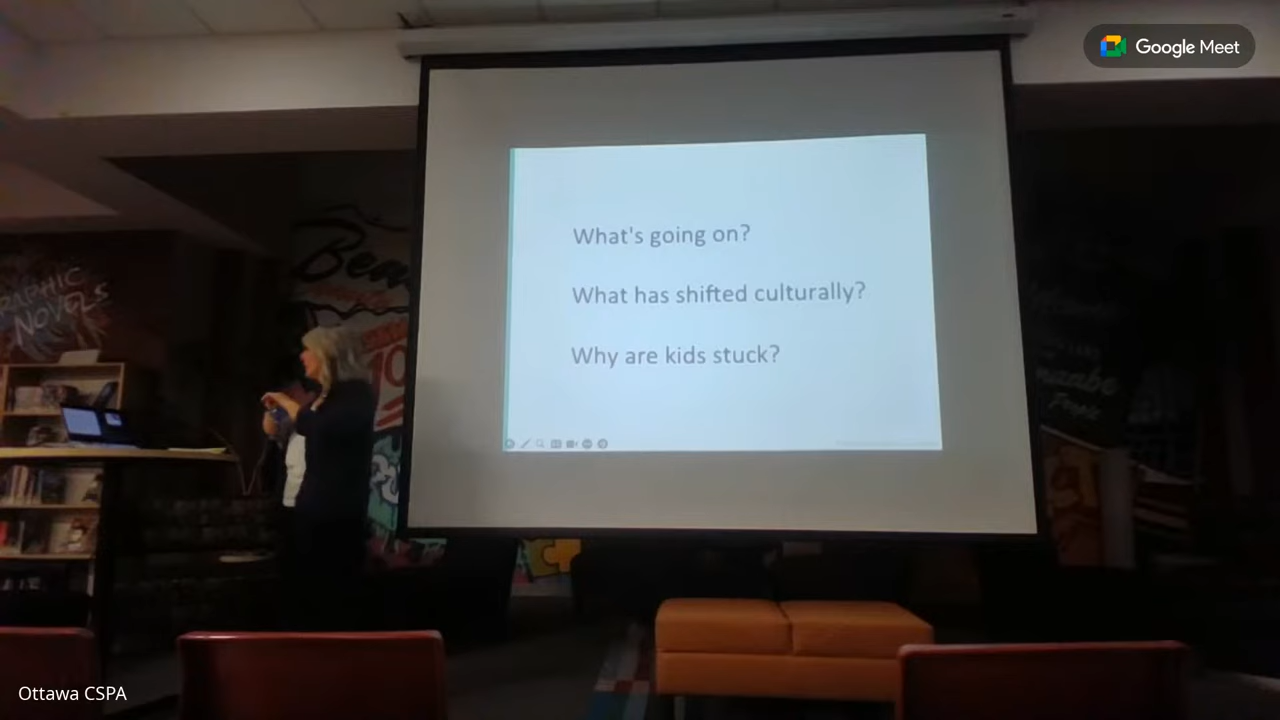 Google Meet
What's going on?
What has shifted culturally?
Why are kids stuck?
GRAPHIC
NOVELS
Ottawa CSPA